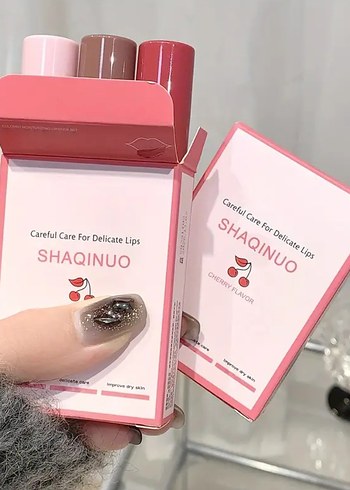 Careful Care For Delicate Lips
SHAQINUO
delicate care
improve dry skin
Careful Care For Delicate Lips
SHAQINUO
CHERRY FLAVOR
care
improve dry skin